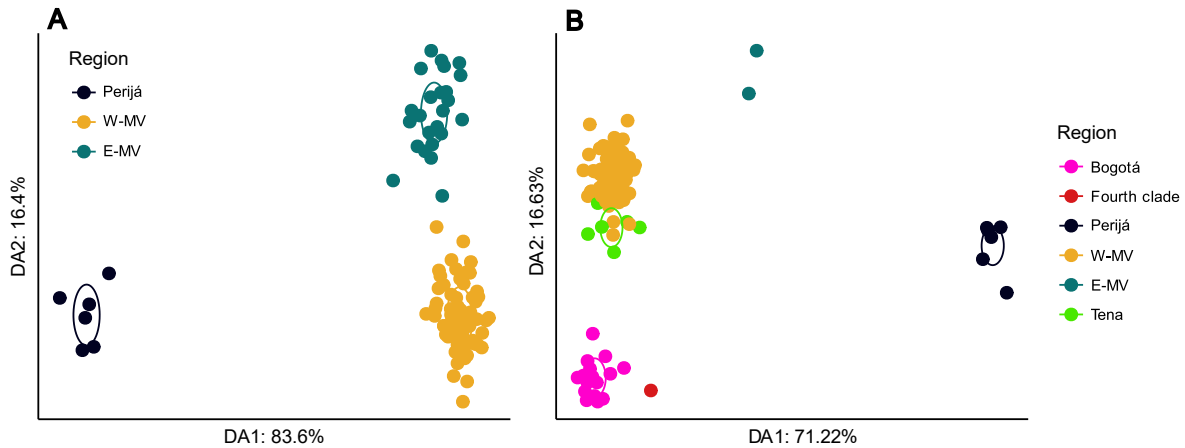 A
Region
Perijá
W-MV
E-MV
DA2: 16.4%
DA1: 83.6%
B
DA2: 16.63%
DA1: 71.22%
Region
Bogotá
Fourth clade
Perijá
W-MV
E-MV
Tena